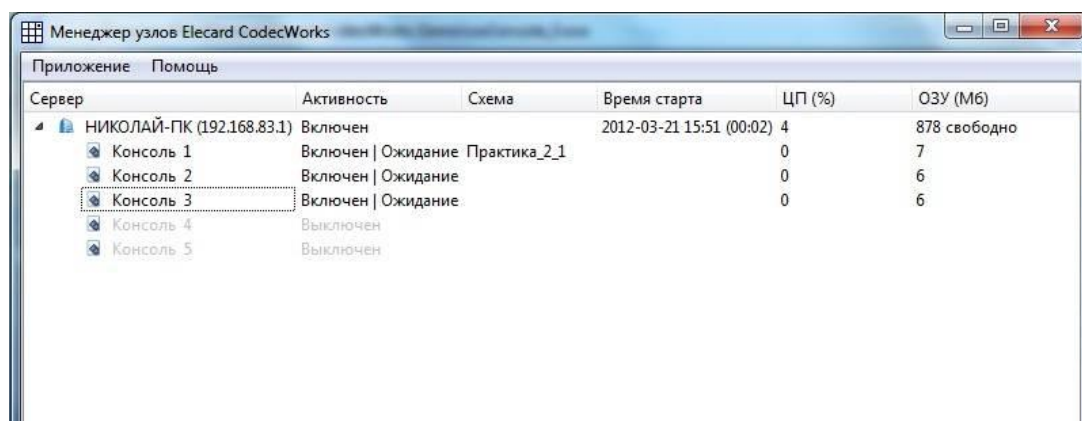 Менеджер узлов Elecard CodecWorks
Приложение Помощь
Сервер Активность Схема Время старта ЦП (%) ОЗУ (Мб)
НИКОЛАЙ-ПК (192.168.83.1) Включен 2012-03-21 15:51 (00:02) 4 878 свободно
Консоль 1 Включен | Ожидание Практика_2_1 0 7
Консоль 2 Включен | Ожидание 0 6
Консоль 3 Включен | Ожидание 0 6
Консоль 4 Выключен
Консоль 5 Выключен